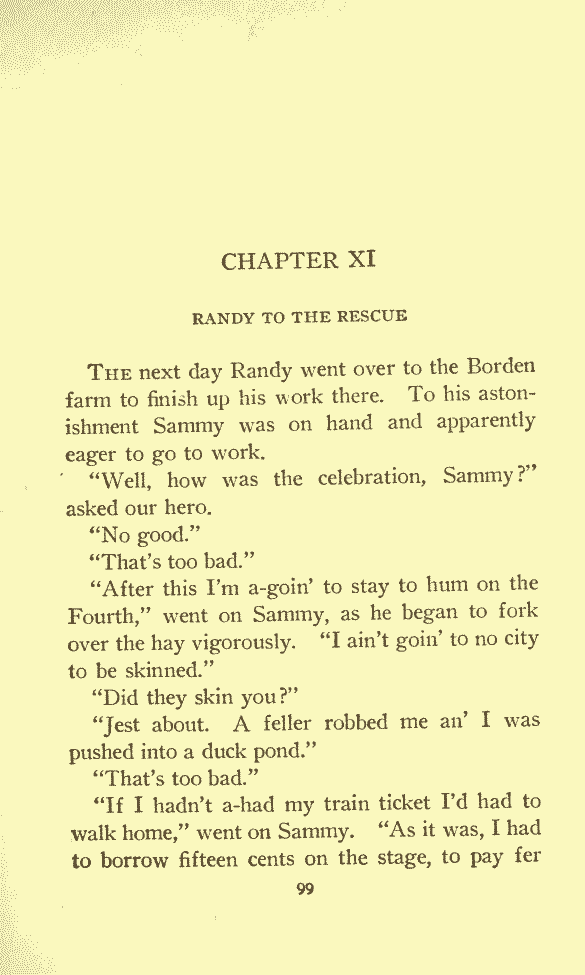 CHAPTER XI
RANDY TO THE RESCUE
THE next day Randy went over to the Borden
farm to finish up his work there. To his aston-
ishment Sammy was on hand and apparently
eager to go to work.
“Well, how was the celebration, Sammy?”
asked our hero.
“No good.”
“That’s too bad.”
“After this I’m a-goin’ to stay to hum on the
Fourth,” went on Sammy, as he began to fork
over the hay vigorously. “I ain’t goin’ to no city
to be skinned.”
“Did they skin you?”
“Jest about. A feller robbed me an’ I was
pushed into a duck pond.”
“That’s too bad.”
“If I hadn’t a-had my train ticket I’d had to
walk home,” went on Sammy. “As it was, I had
to borrow fifteen cents on the stage, to pay fer
99